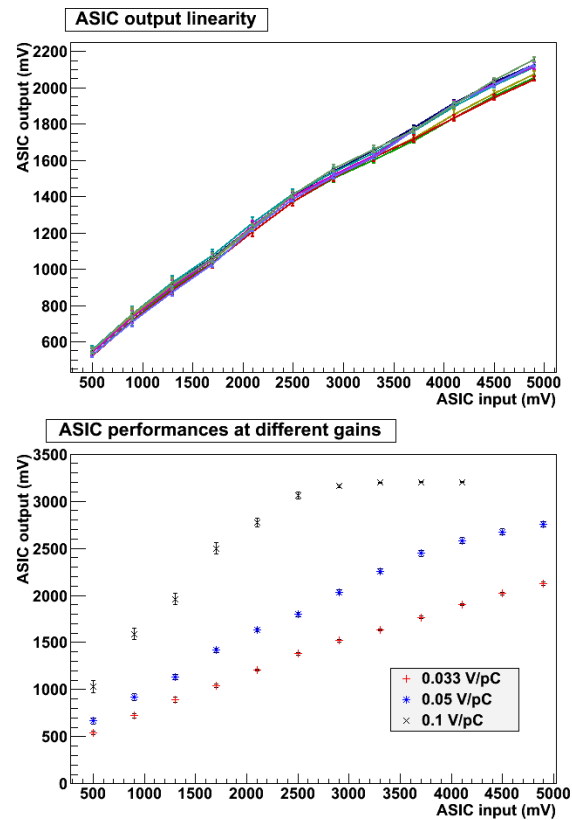 ASIC output linearity
ASIC output (mV)
2200
2000
1800
1600
1400
1200
1000
800
600
500 1000 1500 2000 2500 3000 3500 4000 4500 5000
ASIC input (mV)
ASIC performances at different gains
ASIC output (mV)
3500
3000
2500
2000
1500
1000
500
0
0.033 V/pC
0.05 V/pC
0.1 V/pC
500 1000 1500 2000 2500 3000 3500 4000 4500 5000
ASIC input (mV)